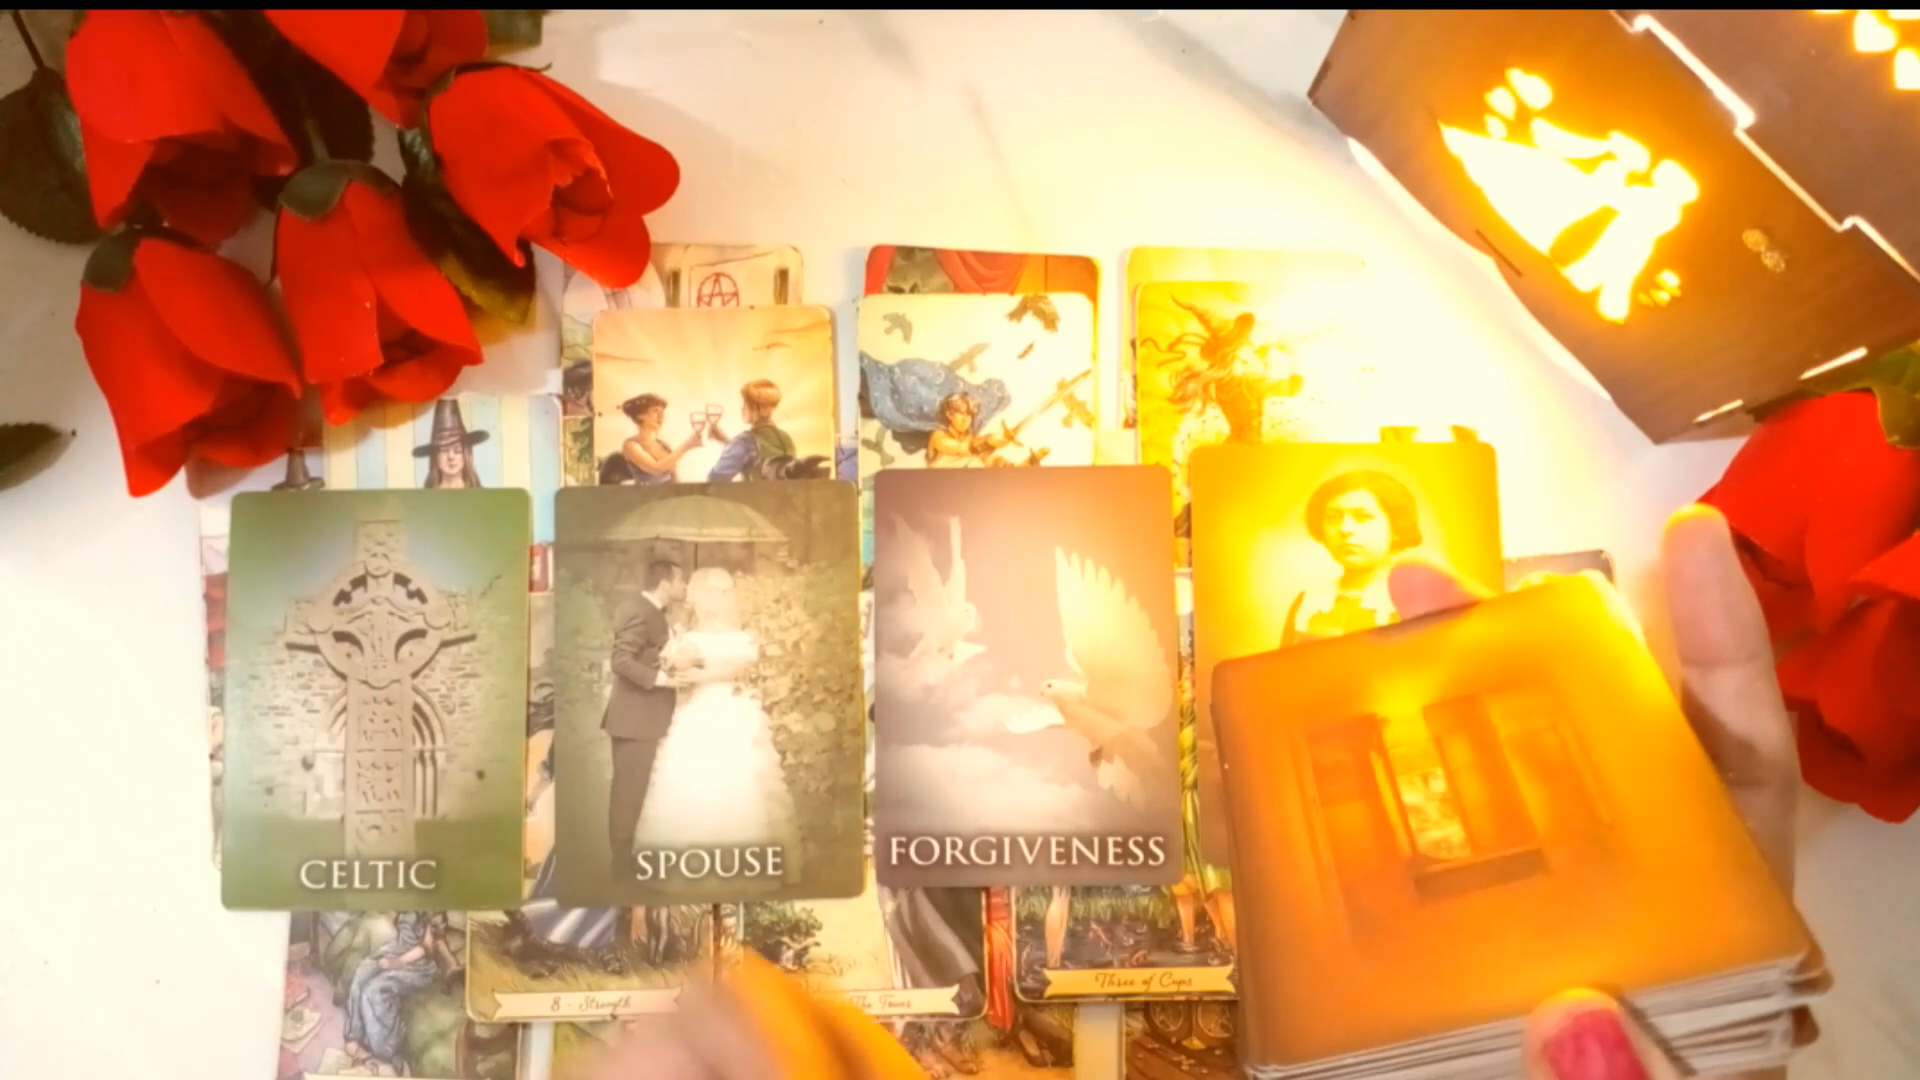 CELTIC
SPOUSE
FORGIVENESS
8 - Strength
The Tower
Three of Cups